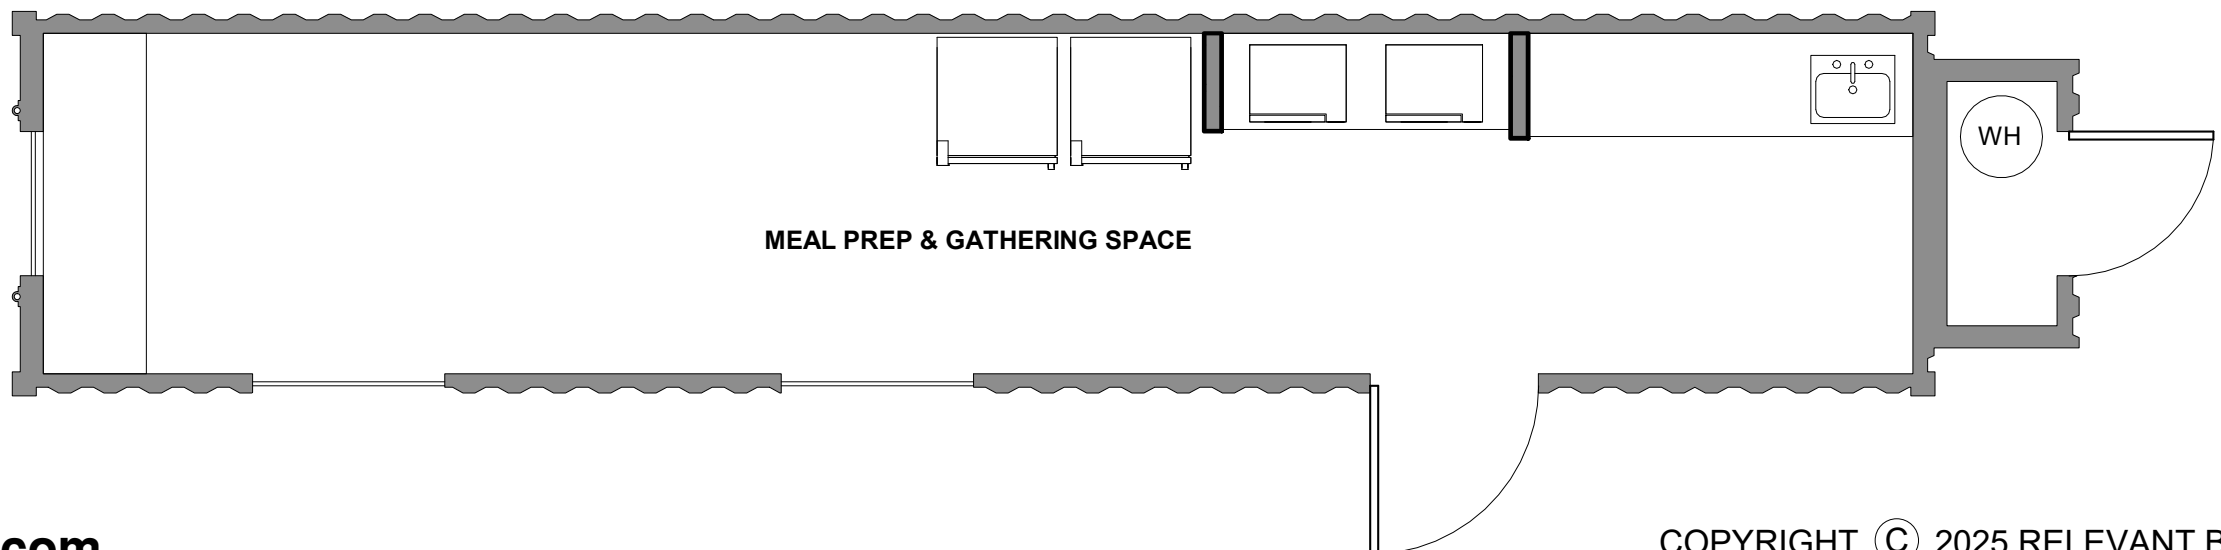 WH
MEAL PREP & GATHERING SPACE
.com
COPYRIGHT © 2025 RELEVANT